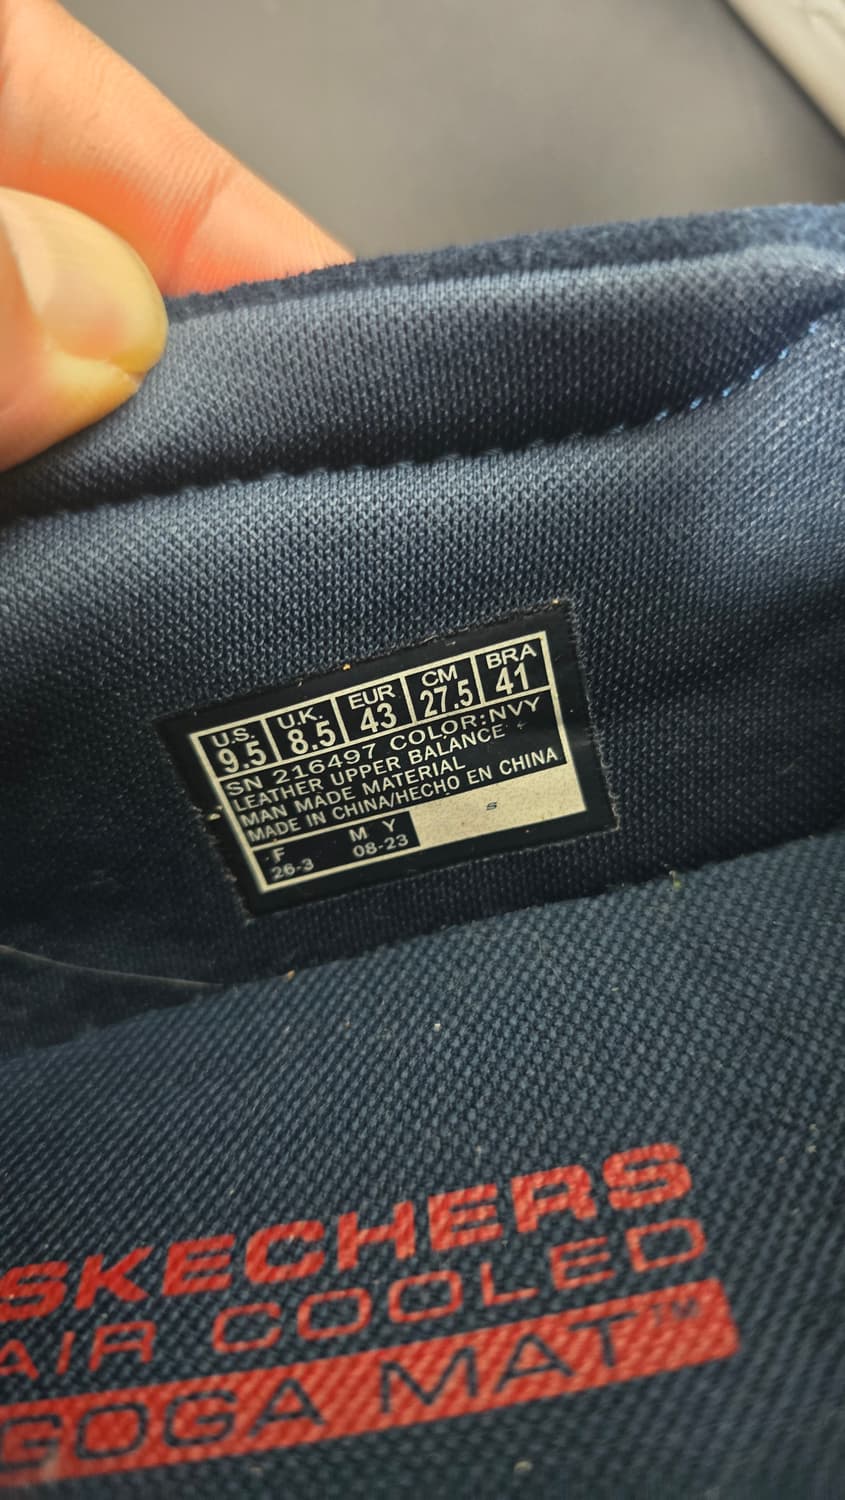 U.S. U.K. EUR CM BRA
9.5 8.5 43 27.5 41
SN 216497 COLOR:NVY
LEATHER UPPER BALANCE
MAN MADE MATERIAL
MADE IN CHINA/HECHO EN CHINA
F M Y S
26-3 08-23
SKECHERS
AIR COOLED
GOGA MAT™